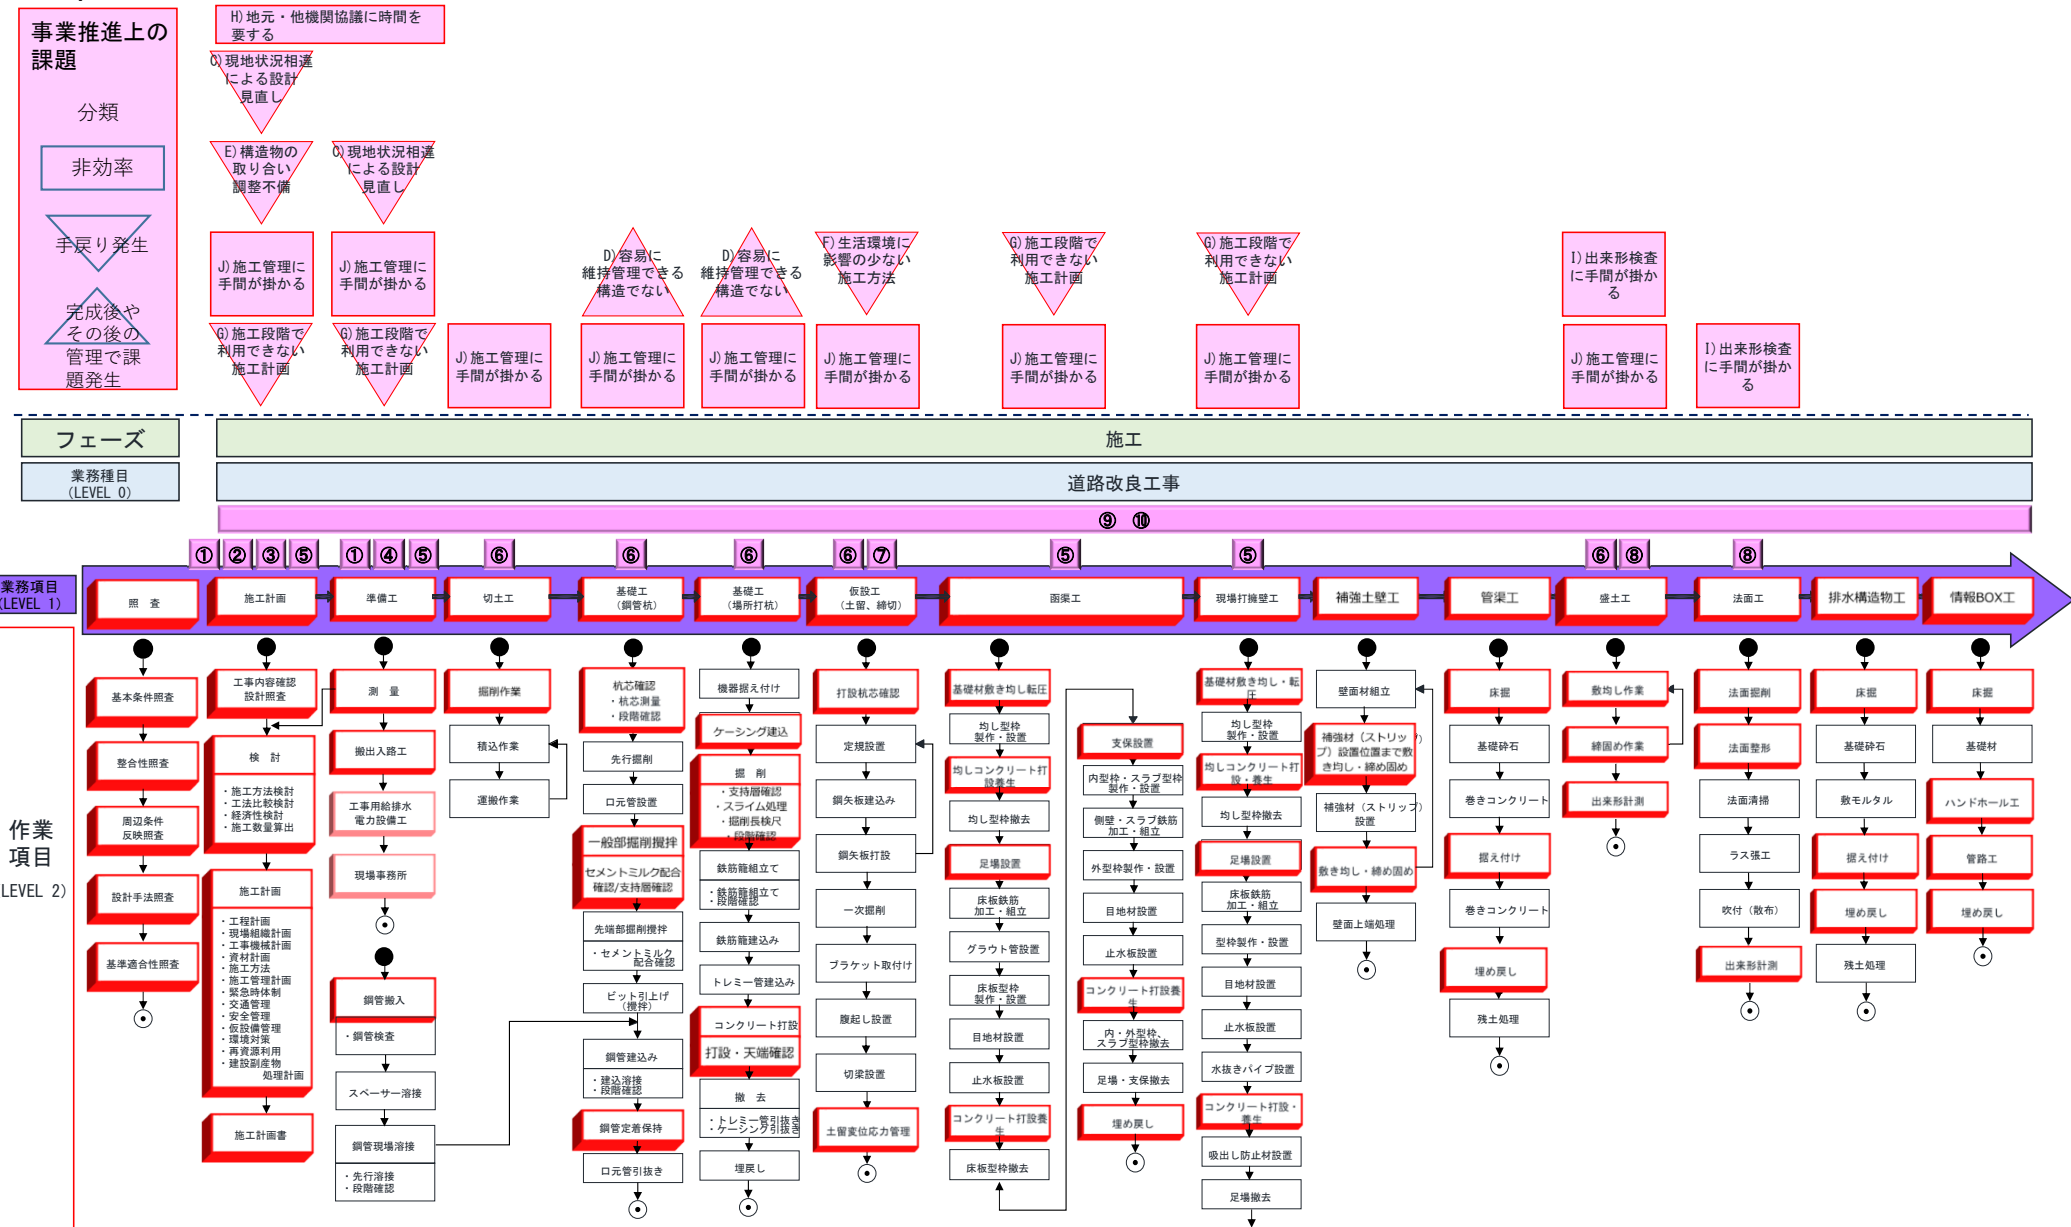 事業推進上の
課題
分類
非効率
手戻り発生
完成後や
その後の
管理で課
題発生
H)地元・他機関協議に時間を
要する
C)現地状況相違
による設計
見直し
E)構造物の
取り合い
調整不備
C)現地状況相違
による設計
見直し
J)施工管理に
手間が掛かる
J)施工管理に
手間が掛かる
D)容易に
維持管理できる
構造でない
D)容易に
維持管理できる
構造でない
F)生活環境に
影響の少ない
施工方法
G)施工段階で
利用できない
施工計画
G)施工段階で
利用できない
施工計画
I)出来形検査
に手間が掛か
る
G)施工段階で
利用できない
施工計画
G)施工段階で
利用できない
施工計画
J)施工管理に
手間が掛かる
J)施工管理に
手間が掛かる
J)施工管理に
手間が掛かる
J)施工管理に
手間が掛かる
J)施工管理に
手間が掛かる
J)施工管理に
手間が掛かる
J)施工管理に
手間が掛かる
I)出来形検査
に手間が掛か
る
フェーズ
施工
業務種目
(LEVEL 0)
道路改良工事
⑨ ⑩
① ② ③ ⑤ ① ④ ⑤ ⑥ ⑥ ⑥ ⑥ ⑦ ⑤ ⑤ ⑥ ⑧ ⑧
業務項目
(LEVEL 1)
照 査
施工計画
準備工
切土工
基礎工
(鋼管杭)
基礎工
(場所打杭)
仮設工
(土留、締切)
函渠工
現場打擁壁工
補強土壁工
管渠工
盛土工
法面工
排水構造物工
情報BOX工
作業
項目
LEVEL 2)
基本条件照査
整合性照査
周辺条件
反映照査
設計手法照査
基準適合性照査
工事内容確認
設計照査
検 討
・施工方法検討
・工法比較検討
・経済性検討
・施工数量算出
施工計画
・工程計画
・現場組織計画
・工事機械計画
・資材計画
・施工方法
・施工管理計画
・緊急時体制
・交通管理
・安全管理
・仮設備管理
・環境対策
・再資源利用
・建設副産物
処理計画
施工計画書
測 量
搬出入路工
工事用給排水
電力設備工
現場事務所
鋼管搬入
・鋼管検査
スペーサー溶接
鋼管現場溶接
・先行溶接
・段階確認
掘削作業
積込作業
運搬作業
杭芯確認
・杭芯測量
・段階確認
先行掘削
口元管設置
一般部掘削攪拌
セメントミルク配合
確認/支持層確認
先端部掘削攪拌
・セメントミルク
配合確認
ビット引上げ
(攪拌)
鋼管建込み
・建込溶接
・段階確認
鋼管定着保持
口元管引抜き
機器据え付け
ケーシング建込
掘 削
・支持層確認
・スライム処理
・掘削長検尺
・段階確認
鉄筋籠組立て
・鉄筋籠組立て
・段階確認
鉄筋籠建込み
トレミー管建込み
コンクリート打設
打設・天端確認
撤 去
・トレミー管引抜き
・ケーシング引抜き
埋戻し
打設杭芯確認
定規設置
鋼矢板建込み
鋼矢板打設
一次掘削
ブラケット取付け
腹起し設置
切梁設置
土留変位応力管理
基礎材敷き均し転圧
均し型枠
製作・設置
均しコンクリート打
設養生
均し型枠撤去
足場設置
床板鉄筋
加工・組立
グラウト管設置
床板型枠
製作・設置
目地材設置
止水板設置
コンクリート打設養
生
床板型枠撤去
支保設置
内型枠・スラブ型枠
製作・設置
側壁・スラブ鉄筋
加工・組立
外型枠製作・設置
目地材設置
止水板設置
コンクリート打設養
生
内・外型枠、
スラブ型枠撤去
足場・支保撤去
埋め戻し
基礎材敷き均し・転
圧
均し型枠
製作・設置
均しコンクリート打
設・養生
均し型枠撤去
足場設置
床板鉄筋
加工・組立
型枠製作・設置
目地材設置
止水板設置
水抜きパイプ設置
コンクリート打設・
養生
吸出し防止材設置
足場撤去
壁面材組立
補強材(ストリッ
プ)設置位置まで敷
き均し・締め固め
補強材(ストリップ)
設置
敷き均し・締め固め
壁面上端処理
床掘
基礎砕石
巻きコンクリート
据え付け
巻きコンクリート
埋め戻し
残土処理
敷均し作業
締固め作業
出来形計測
法面掘削
法面整形
法面清掃
ラス張工
吹付(散布)
出来形計測
床掘
基礎砕石
敷モルタル
据え付け
埋め戻し
残土処理
床掘
基礎材
ハンドホール工
管路工
埋め戻し